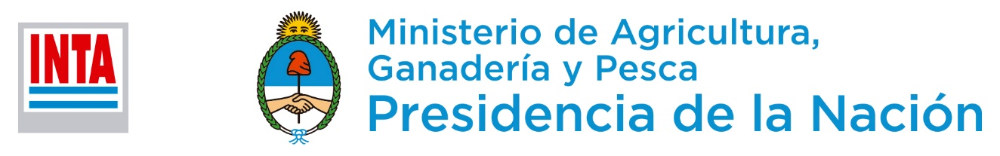 INTA
Ministerio de Agricultura,
Ganadería y Pesca
Presidencia de la Nación